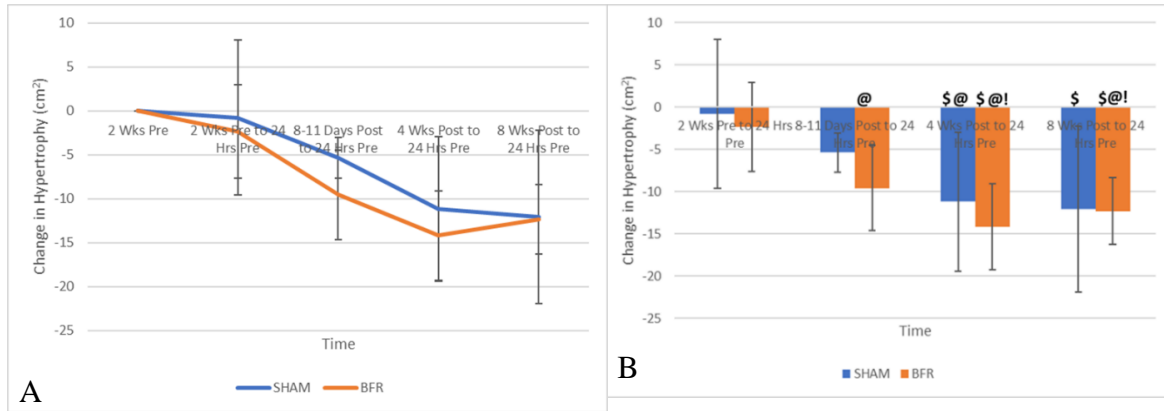 10
5
0
-5
-10
-15
-20
-25
Change in Hypertrophy (cm²)
2 Wks Pre
2 Wks Pre to 24 Hrs Pre
8-11 Days Post to 24 Hrs Pre
4 Wks Post to 24 Hrs Pre
8 Wks Post to 24 Hrs Pre
Time
SHAM BFR
A
10
5
0
-5
-10
-15
-20
-25
Change in Hypertrophy (cm²)
@
$ @ $ @!
$ $@!
2 Wks Pre to 24 Hrs Pre
8-11 Days Post to 24 Hrs Pre
4 Wks Post to 24 Hrs Pre
8 Wks Post to 24 Hrs Pre
Time
SHAM BFR
B